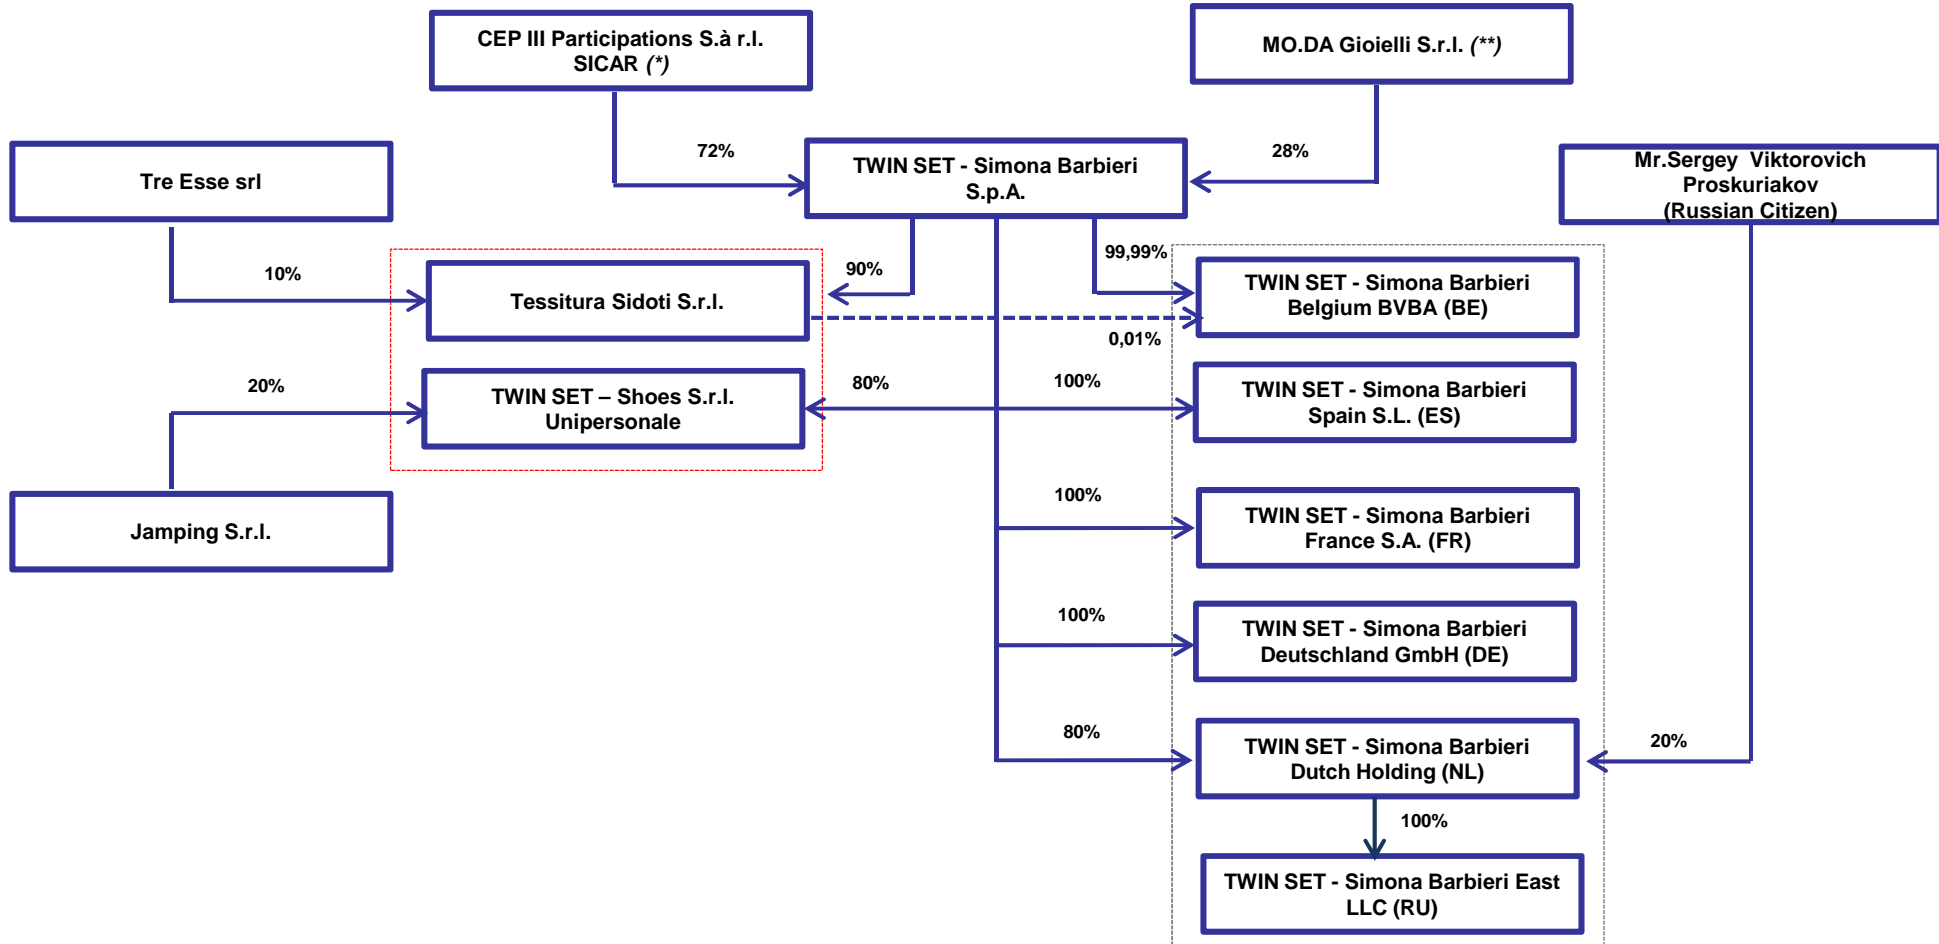 CEP III Participations S.à r.l.
SICAR (*)
MO.DA Gioielli S.r.l. (**)
72%
28%
TWIN SET - Simona Barbieri
S.p.A.
Tre Esse srl
Mr.Sergey  Viktorovich
Proskuriakov
(Russian Citizen)
10%
90%
99,99%
Tessitura Sidoti S.r.l.
TWIN SET - Simona Barbieri
Belgium BVBA (BE)
0,01%
20%
80%
100%
TWIN SET – Shoes S.r.l.
Unipersonale
TWIN SET - Simona Barbieri
Spain S.L. (ES)
Jamping S.r.l.
100%
TWIN SET - Simona Barbieri
France S.A. (FR)
100%
TWIN SET - Simona Barbieri
Deutschland GmbH (DE)
80%
TWIN SET - Simona Barbieri
Dutch Holding (NL)
20%
100%
TWIN SET - Simona Barbieri East
LLC (RU)